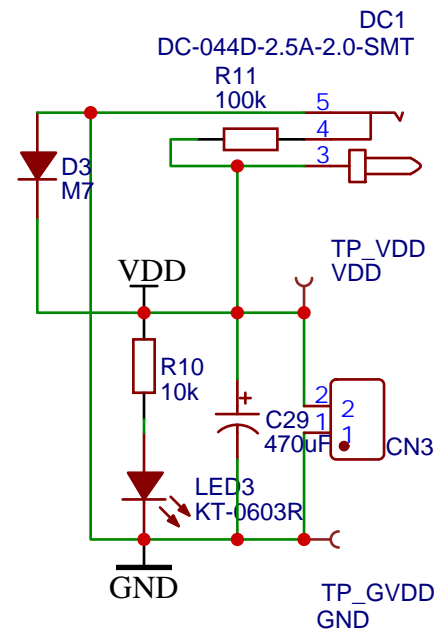 DC1
DC-044D-2.5A-2.0-SMT
R11
100k
5
4
3
D3
M7
TP_VDD
VDD
VDD
R10
10k
2
2
1
1
C29
470uF
CN3
LED3
KT-0603R
GND
TP_GVDD
GND